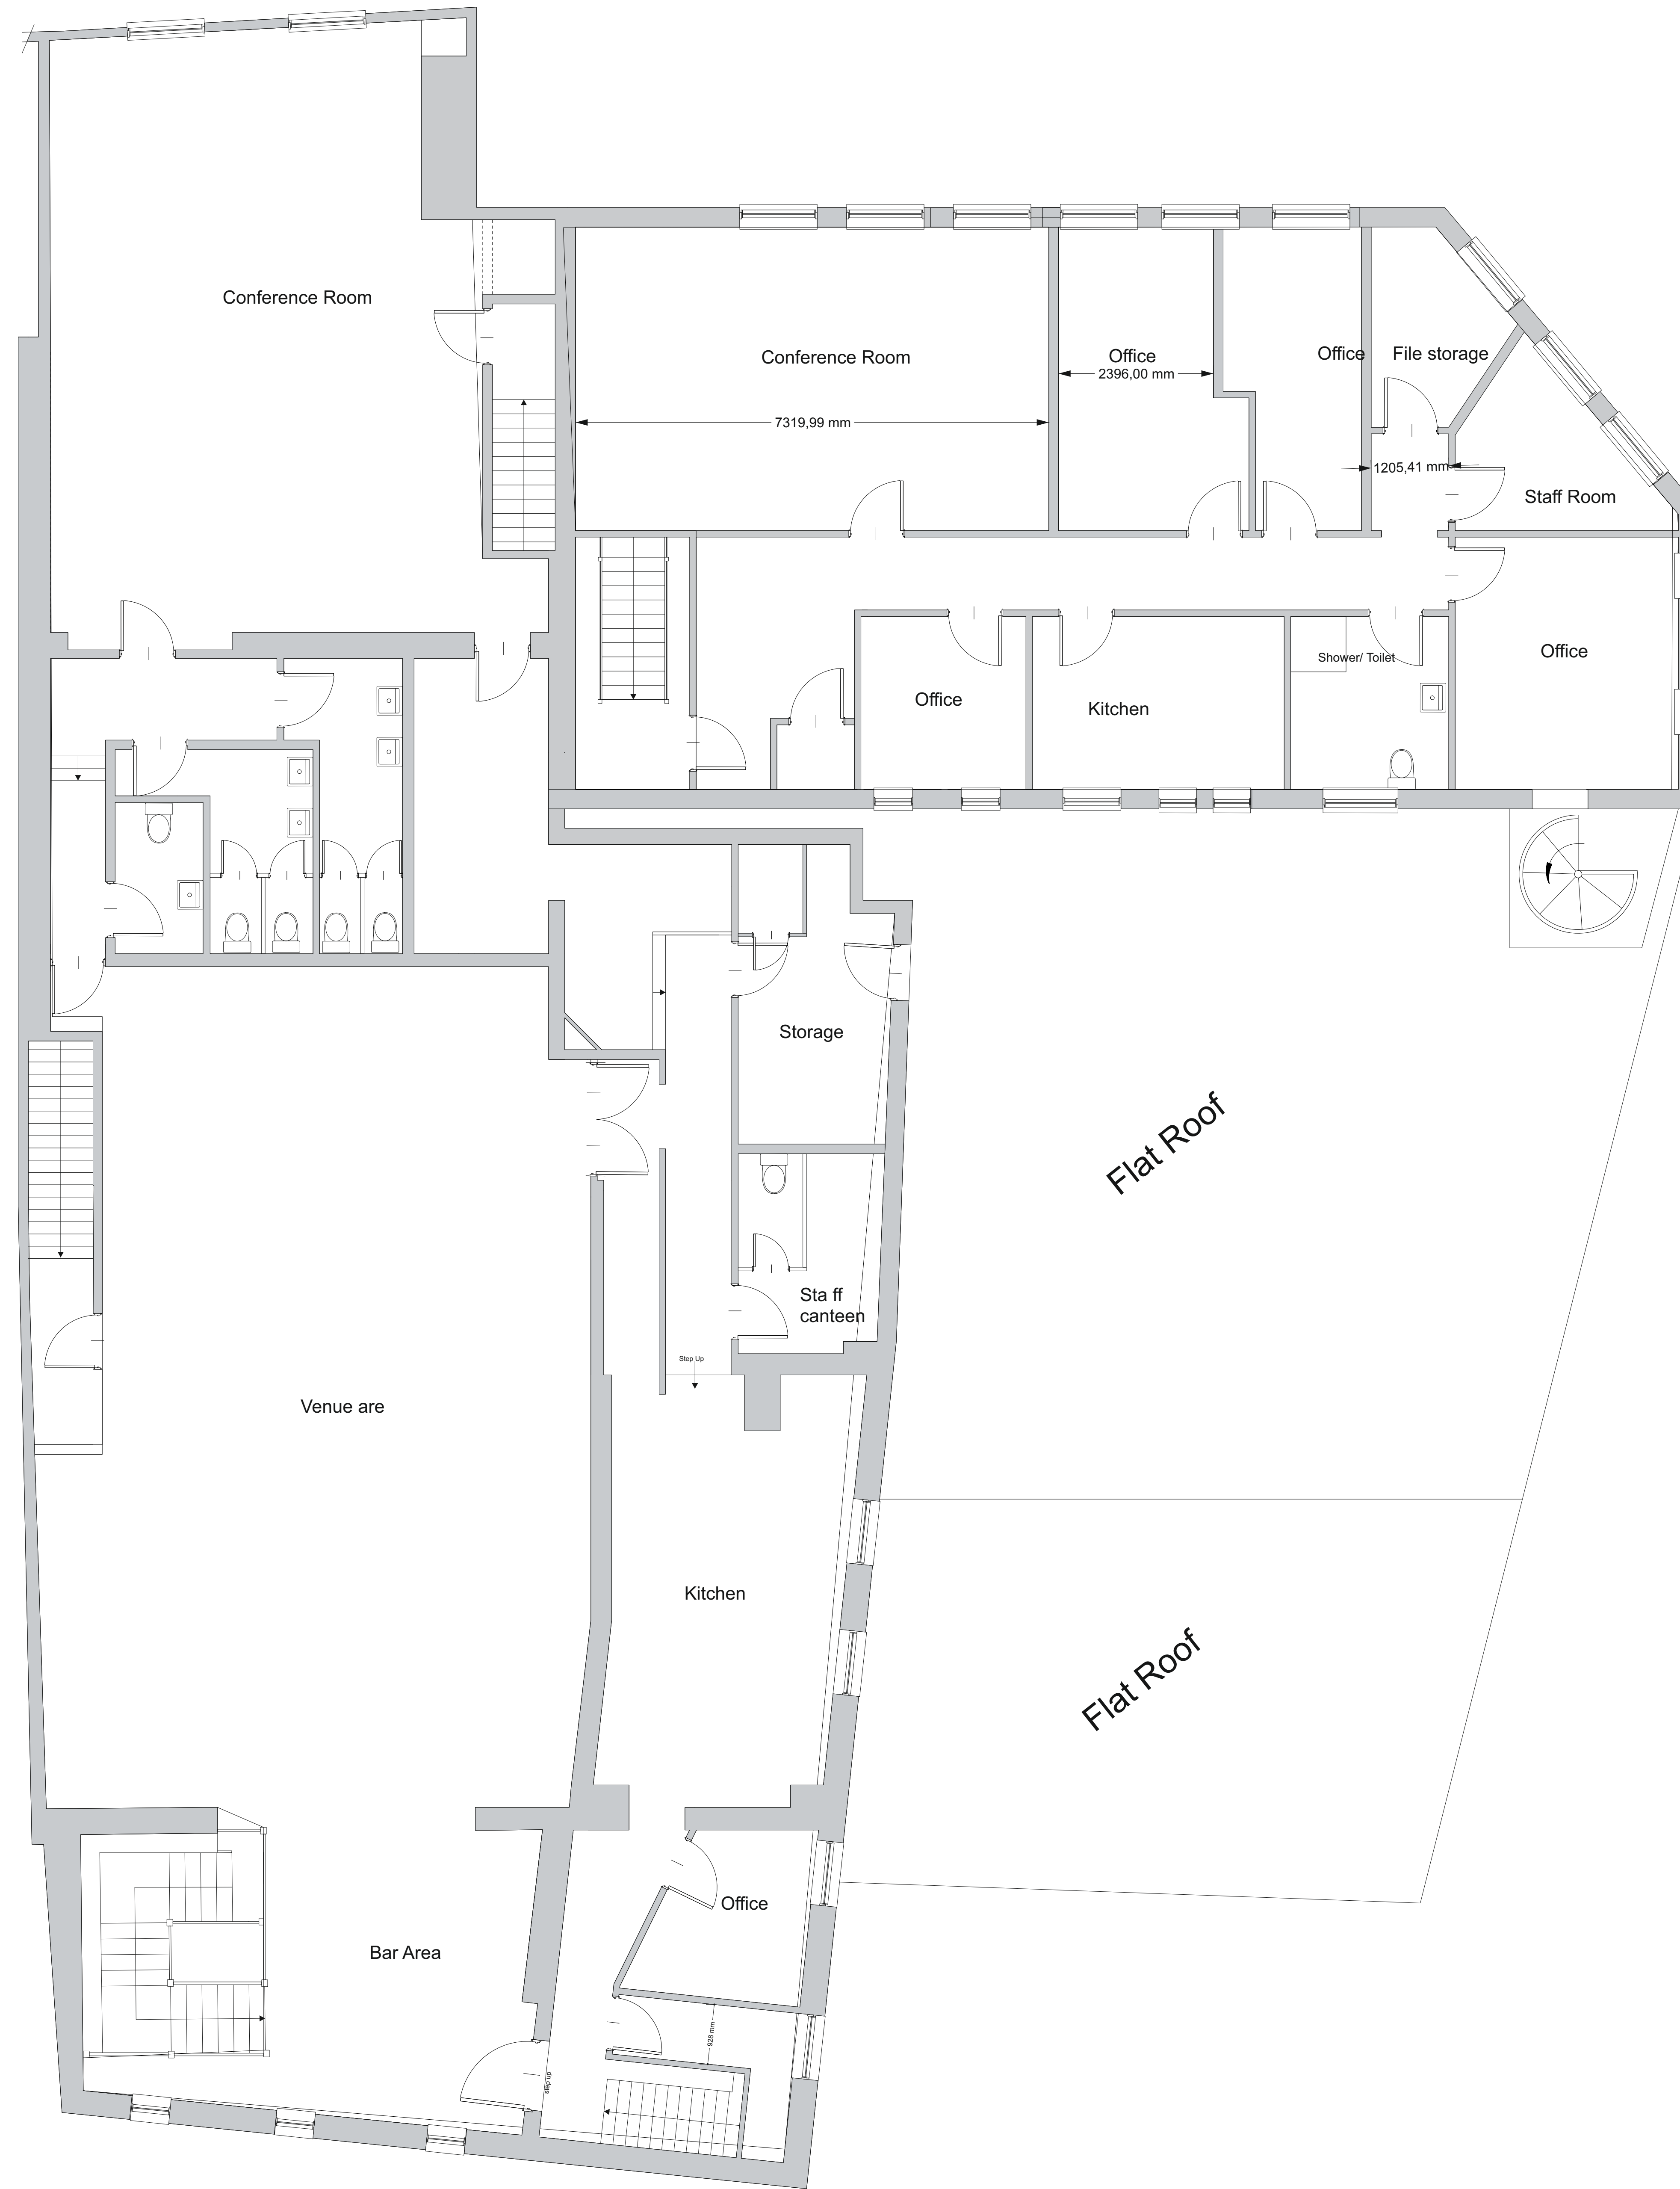 Conference Room
Conference Room
7319,99 mm
Office
2396,00 mm
Office
File storage
1205,41 mm
Staff Room
Office
Kitchen
Shower/ Toilet
Office
Storage
Flat Roof
Sta ff
canteen
Step Up
Venue are
Kitchen
Flat Roof
Office
Bar Area
928 mm
step up